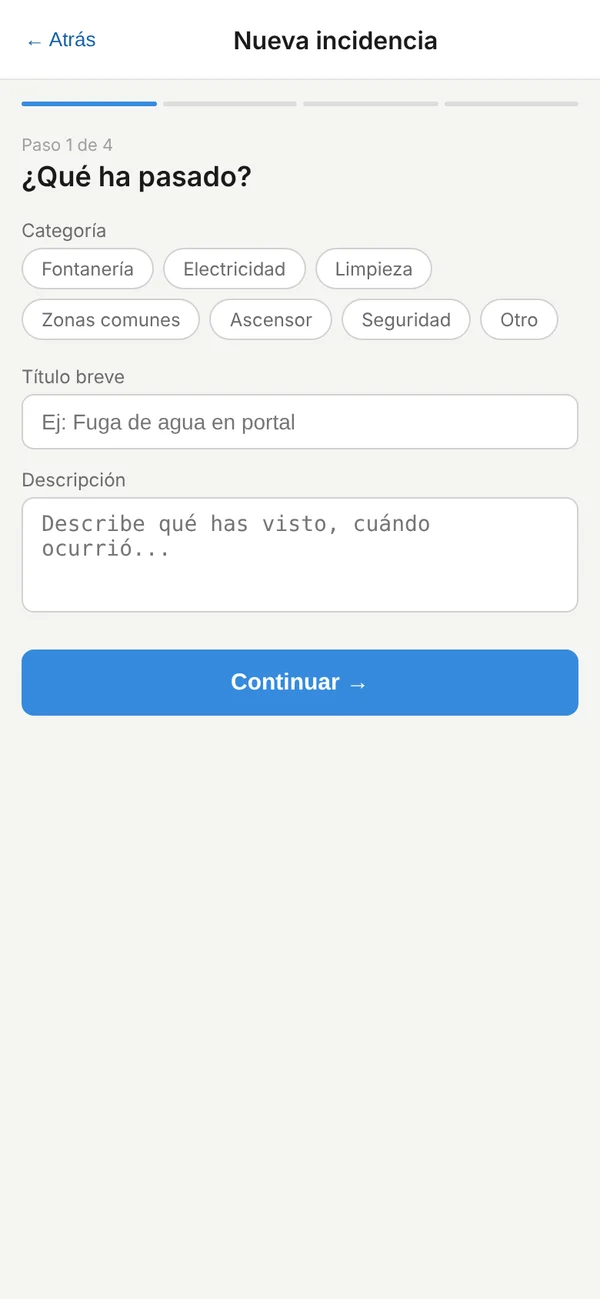 ← Atrás
Nueva incidencia
Paso 1 de 4
¿Qué ha pasado?
Categoría
Fontanería Electricidad Limpieza
Zonas comunes Ascensor Seguridad Otro
Título breve
Ej: Fuga de agua en portal
Descripción
Describe qué has visto, cuándo
ocurrió...
Continuar →